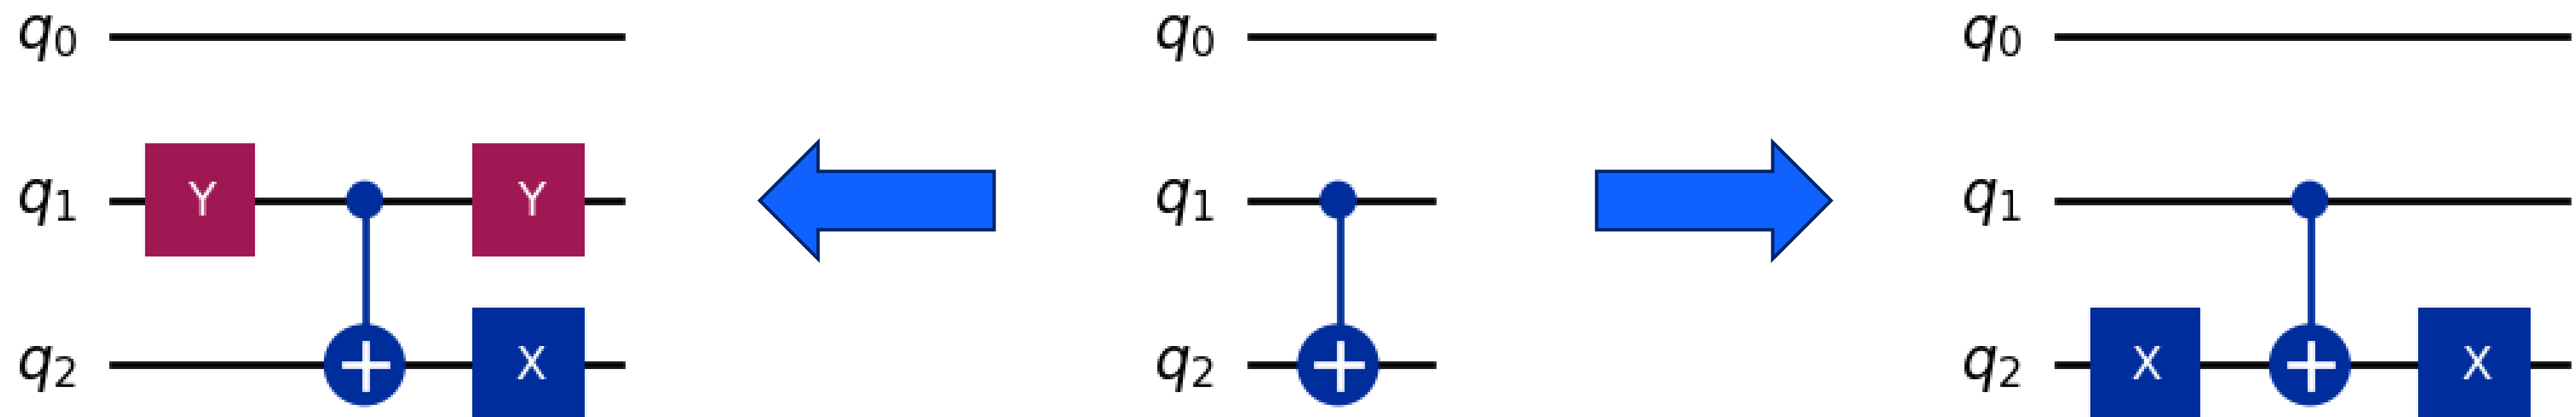 q₀ q₀ q₀
Y Y
q₁ q₁ q₁
X X X
q₂ q₂ q₂